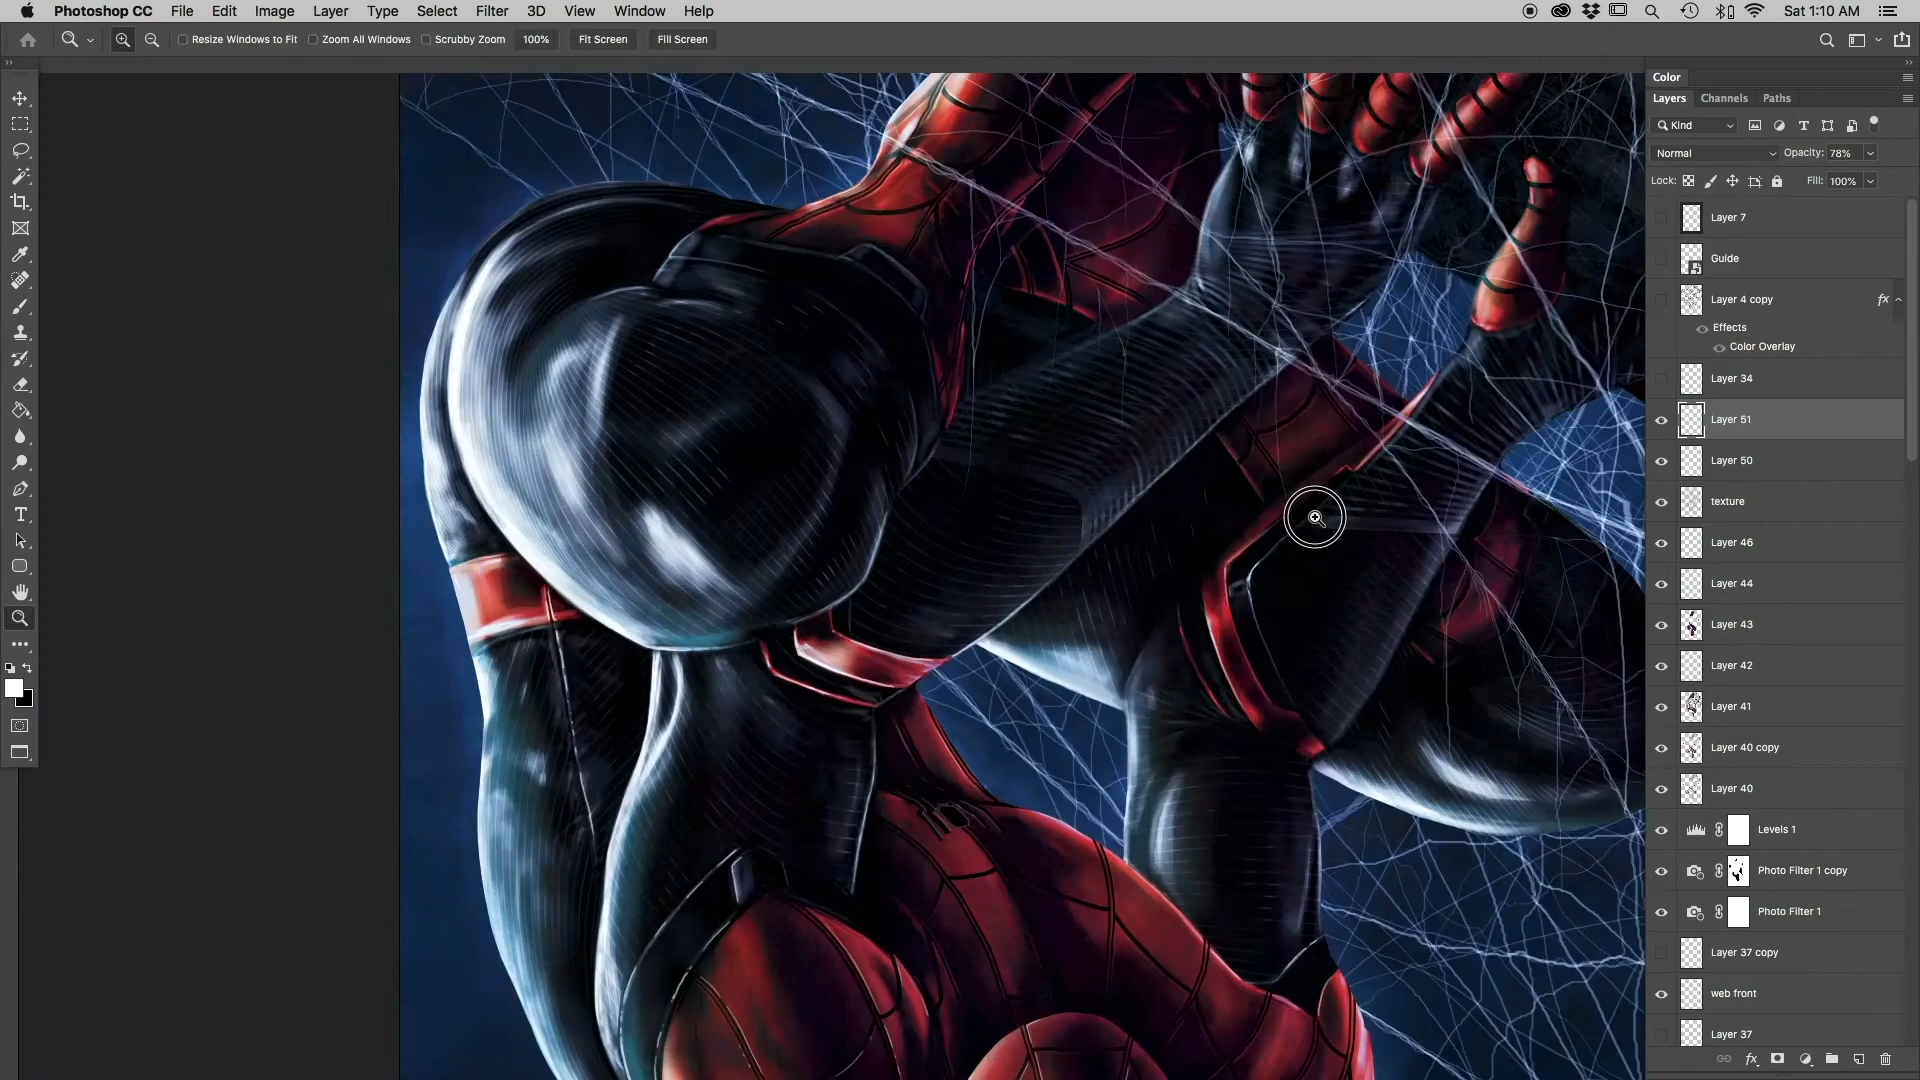 Photoshop CC File Edit Image Layer Type Select Filter 3D View Window Help Sat 1:10 AM
Resize Windows to Fit Zoom All Windows Scrubby Zoom 100% Fit Screen Fill Screen
Color
Layers Channels Paths
Kind
Normal Opacity: 78%
Lock: Fill: 100%
Layer 7
Guide
Layer 4 copy fx
Effects
Color Overlay
Layer 34
Layer 51
Layer 50
texture
Layer 46
Layer 44
Layer 43
Layer 42
Layer 41
Layer 40 copy
Layer 40
Levels 1
Photo Filter 1 copy
Photo Filter 1
Layer 37 copy
web front
Layer 37
fx